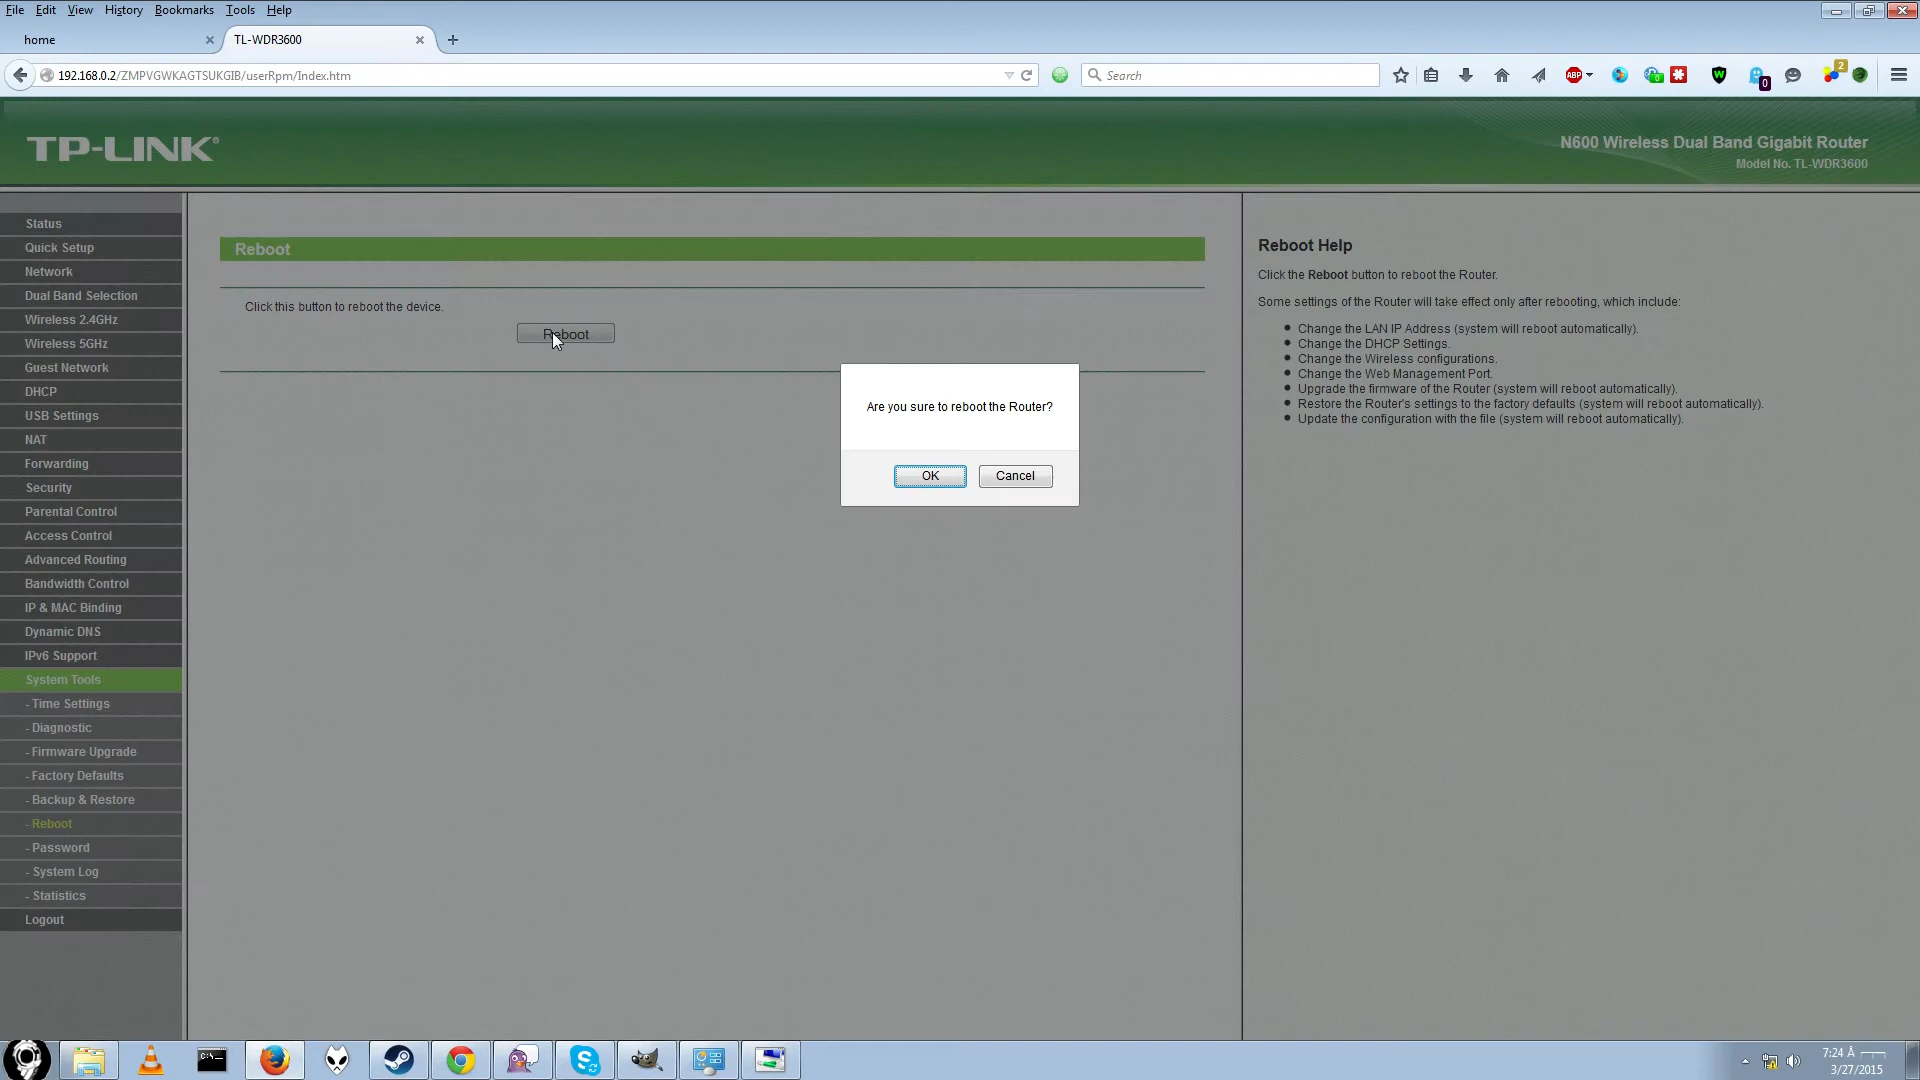 File Edit View History Bookmarks Tools Help
home
TL-WDR3600
192.168.0.2/ZMPVGWKAGTSUKGIB/userRpm/Index.htm
Search
ABP
W
0
2
TP-LINK®
N600 Wireless Dual Band Gigabit Router
Model No. TL-WDR3600
Status
Quick Setup
Network
Dual Band Selection
Wireless 2.4GHz
Wireless 5GHz
Guest Network
DHCP
USB Settings
NAT
Forwarding
Security
Parental Control
Access Control
Advanced Routing
Bandwidth Control
IP & MAC Binding
Dynamic DNS
IPv6 Support
System Tools
- Time Settings
- Diagnostic
- Firmware Upgrade
- Factory Defaults
- Backup & Restore
- Reboot
- Password
- System Log
- Statistics
Logout
Reboot
Click this button to reboot the device.
Reboot
Are you sure to reboot the Router?
OK Cancel
Reboot Help
Click the Reboot button to reboot the Router.
Some settings of the Router will take effect only after rebooting, which include:
Change the LAN IP Address (system will reboot automatically).
Change the DHCP Settings.
Change the Wireless configurations.
Change the Web Management Port.
Upgrade the firmware of the Router (system will reboot automatically).
Restore the Router's settings to the factory defaults (system will reboot automatically).
Update the configuration with the file (system will reboot automatically).
C:\
7:24 Å
3/27/2015